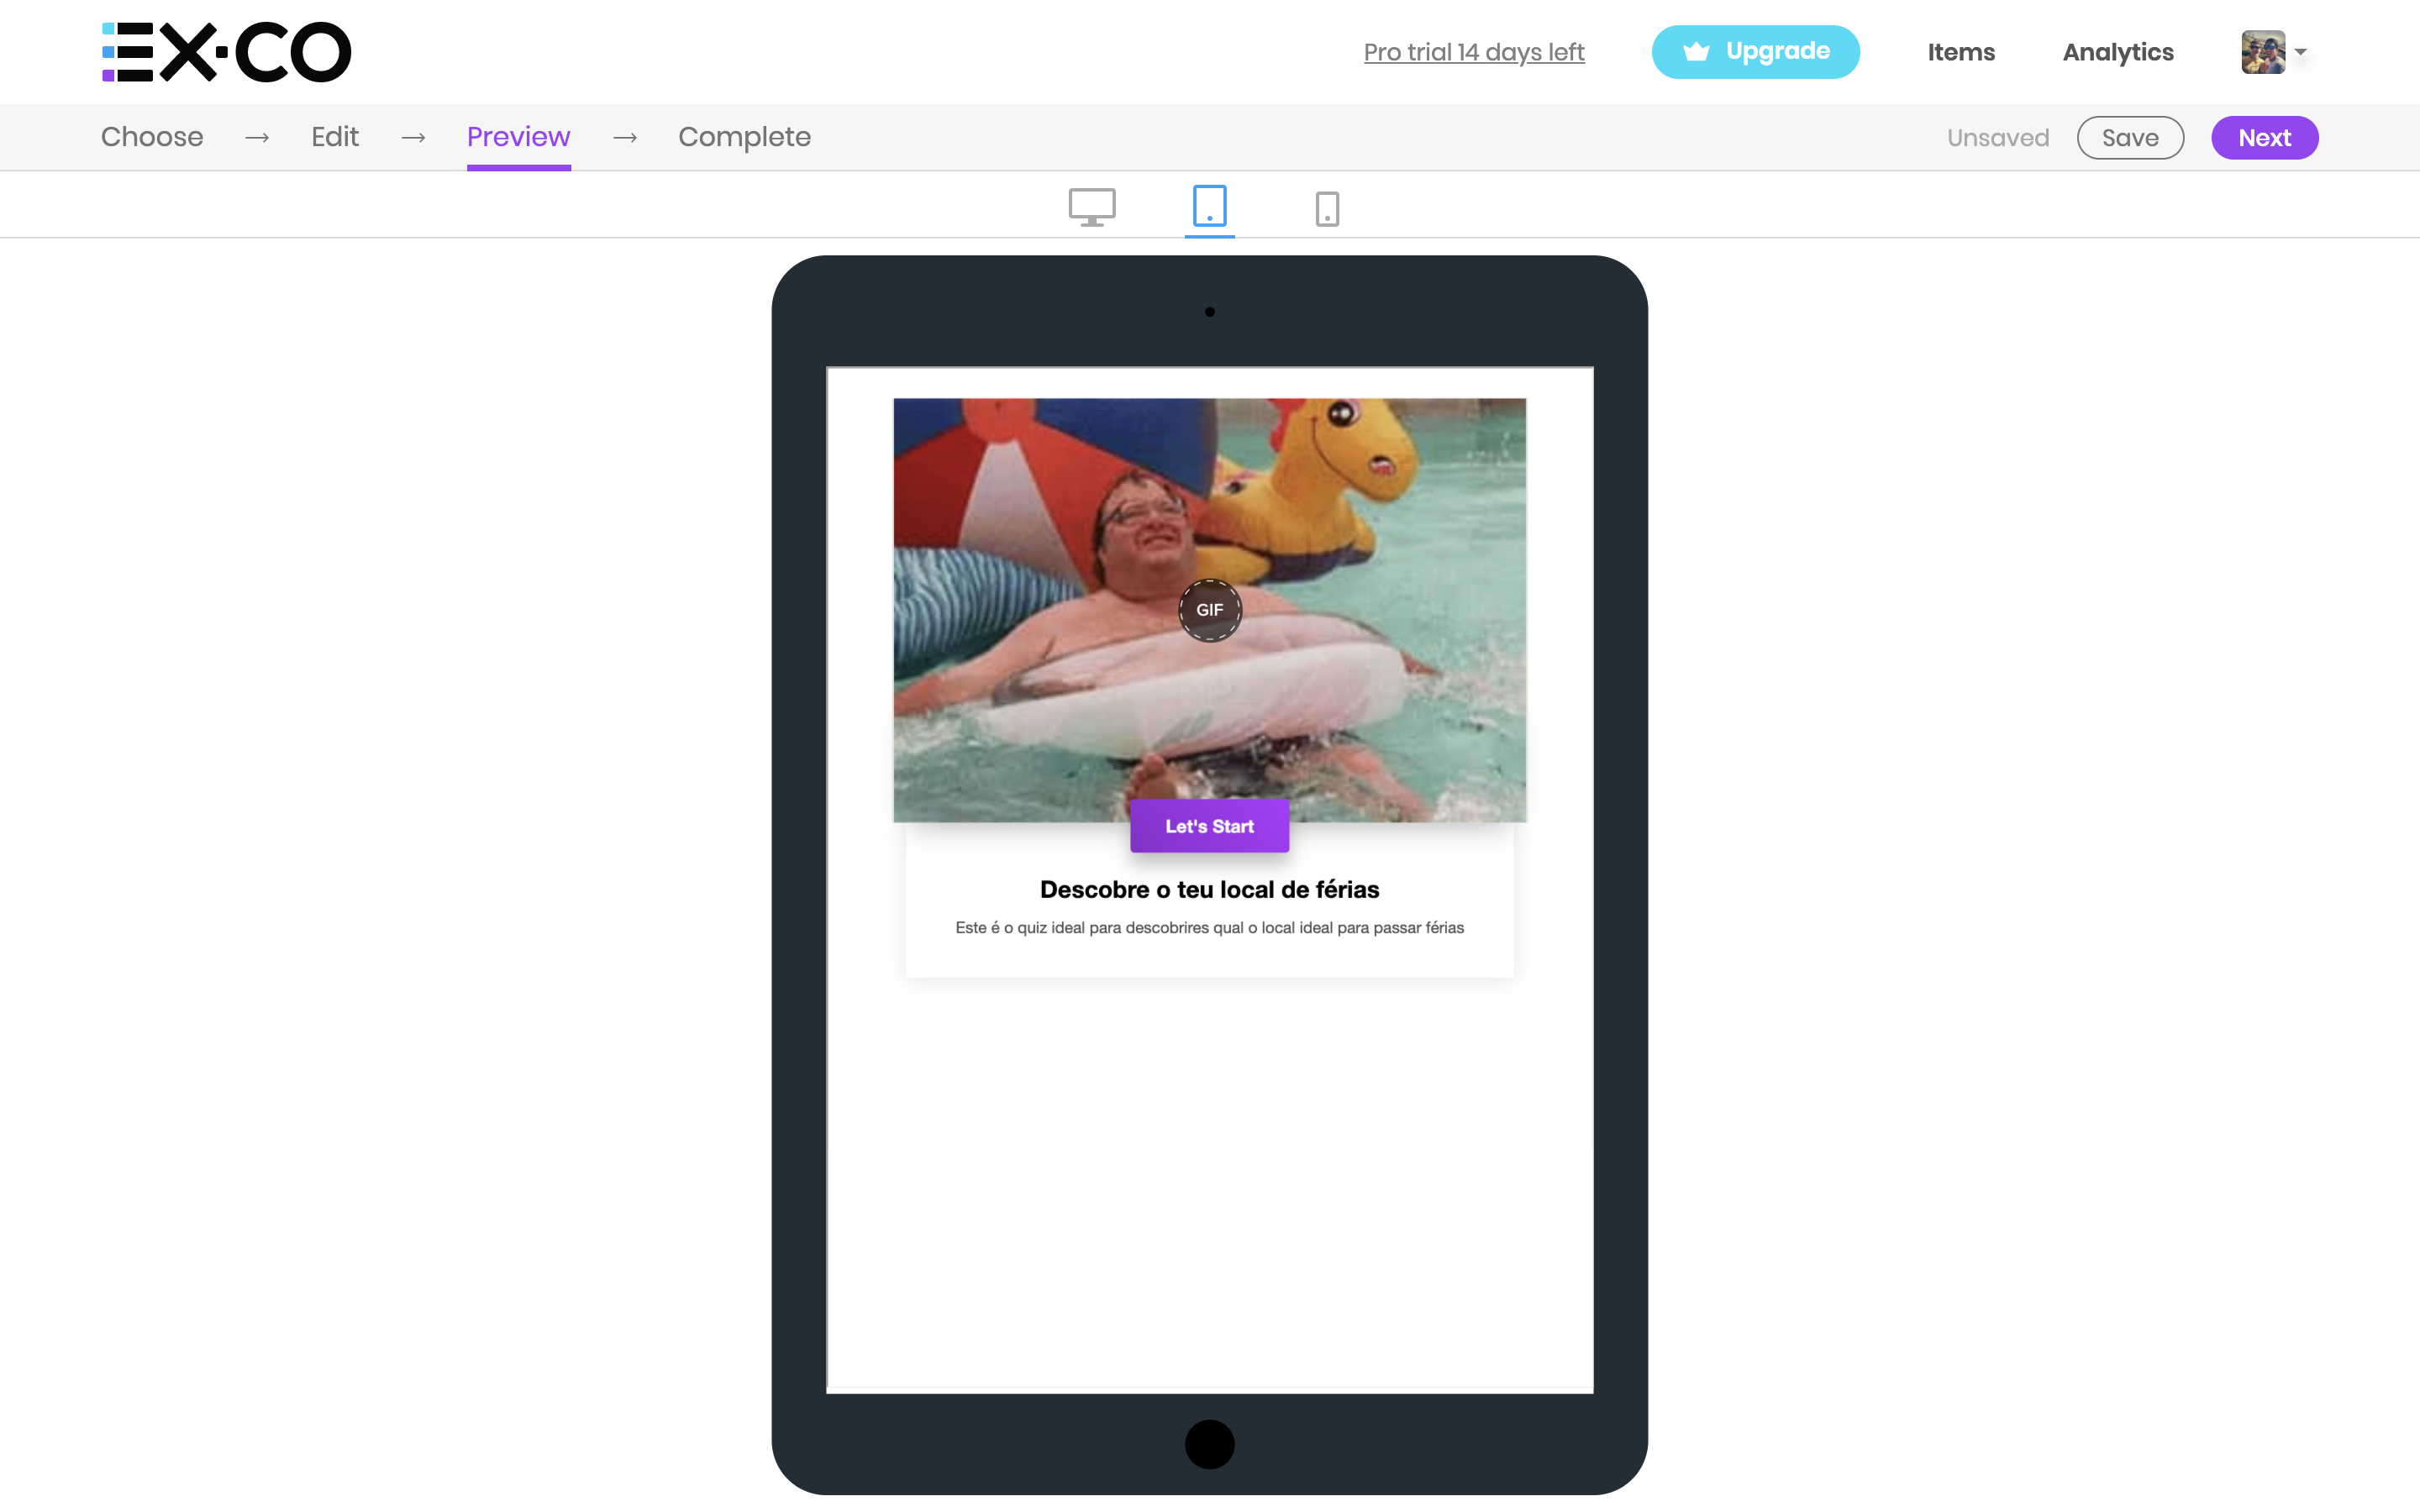 EX·CO
Pro trial 14 days left
Upgrade
Items
Analytics
Choose → Edit → Preview → Complete
Unsaved
Save
Next
GIF
Let's Start
Descobre o teu local de férias
Este é o quiz ideal para descobrires qual o local ideal para passar férias